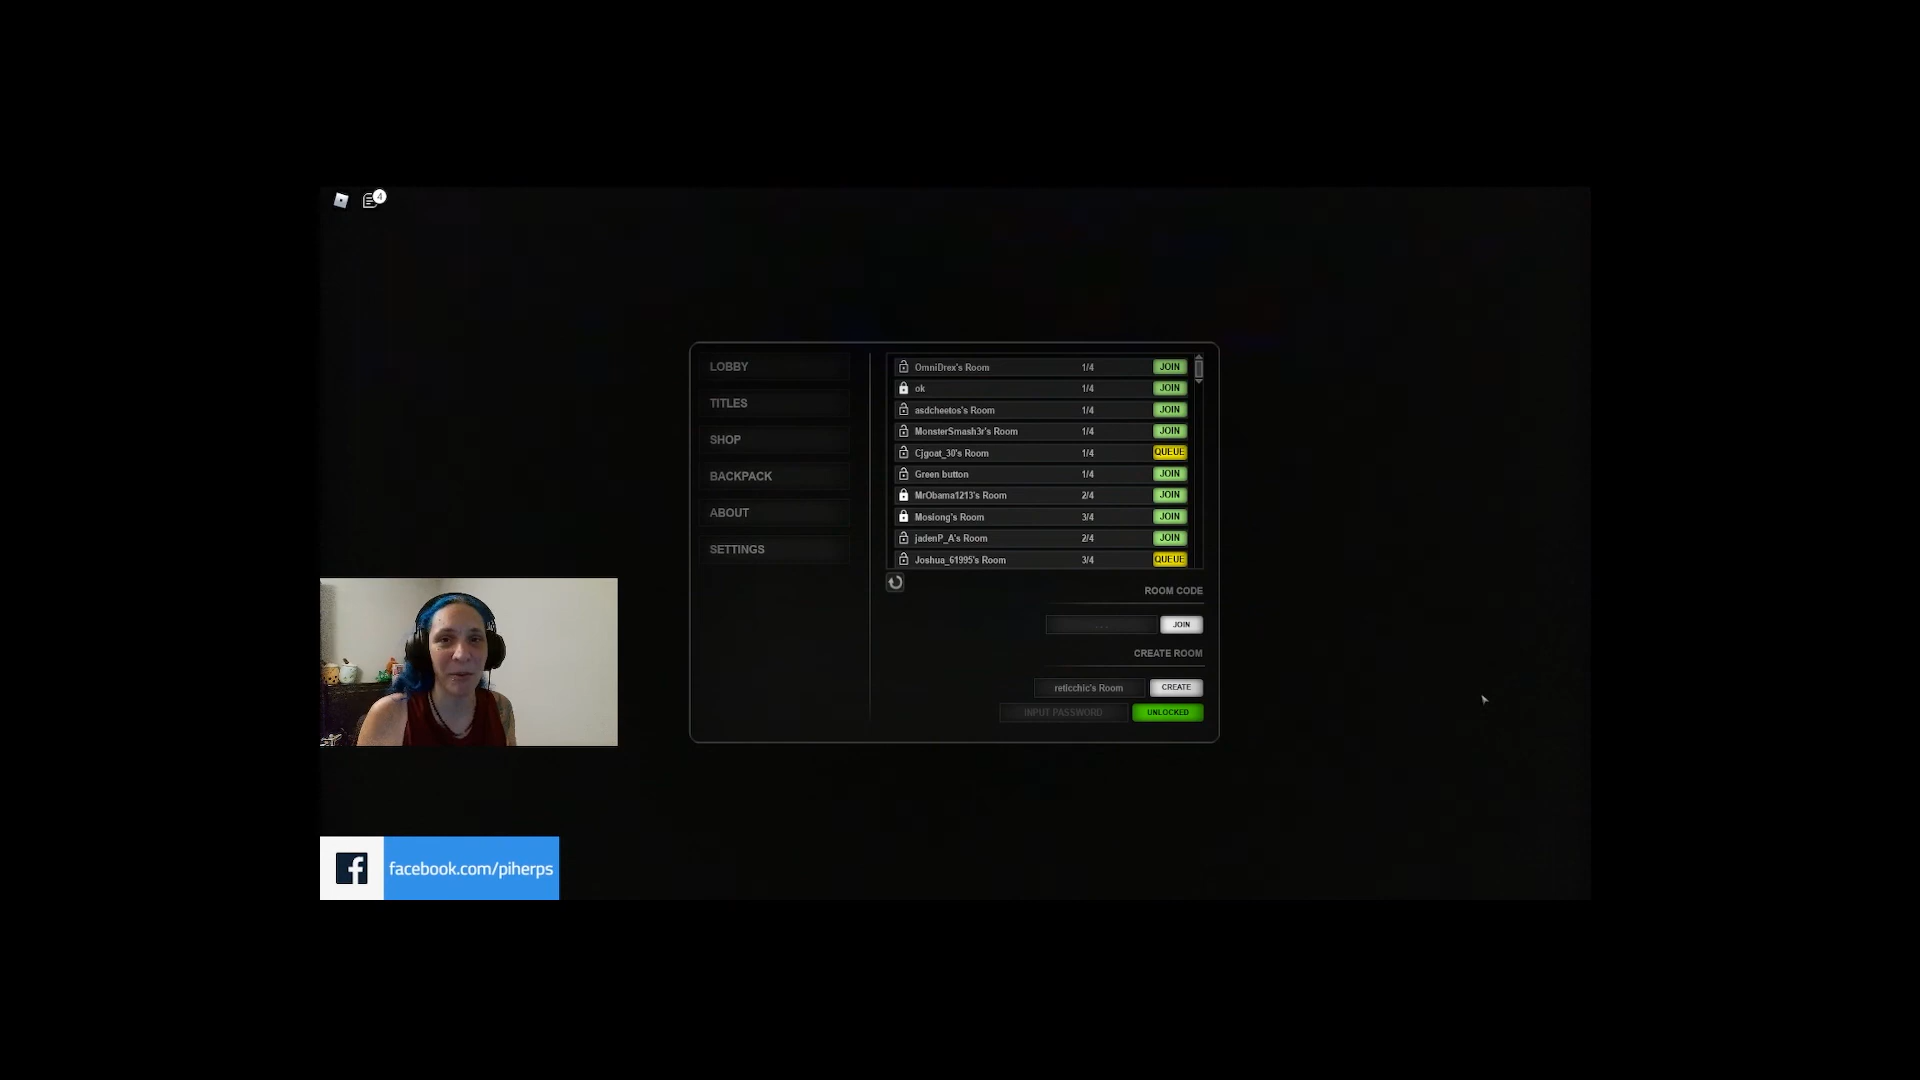 4
LOBBY
TITLES
SHOP
BACKPACK
ABOUT
SETTINGS
OmniDrex's Room 1/4 JOIN
ok 1/4 JOIN
asdcheetos's Room 1/4 JOIN
MonsterSmash3r's Room 1/4 JOIN
Cjgoat_30's Room 1/4 QUEUE
Green button 1/4 JOIN
MrObama1213's Room 2/4 JOIN
Mosiong's Room 3/4 JOIN
jadenP_A's Room 2/4 JOIN
Joshua_61995's Room 3/4 QUEUE
ROOM CODE
... JOIN
CREATE ROOM
reticchic's Room CREATE
INPUT PASSWORD UNLOCKED
facebook.com/piherps